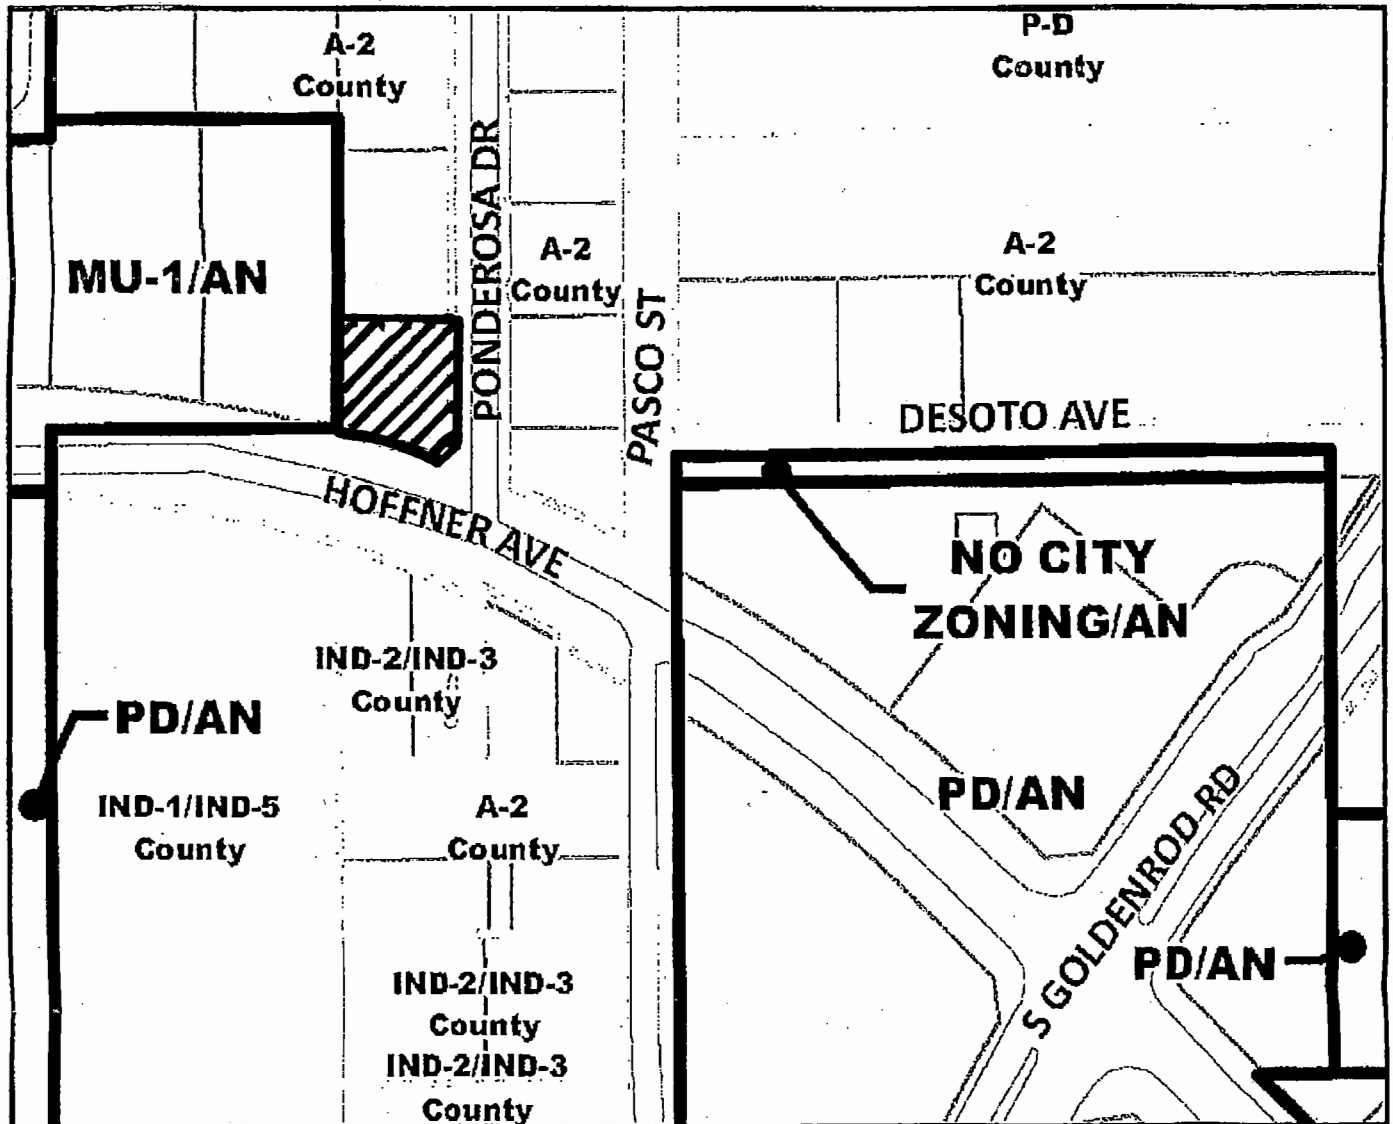 A-2
County
P-D
County
PONDEROSA DR
MU-1/AN
A-2
County
PASCO ST
A-2
County
DESOTO AVE
HOFFNER AVE
NO CITY
ZONING/AN
IND-2/IND-3
County
PD/AN
IND-1/IND-5
County
A-2
County
PD/AN
S GOLDENROD RD
PD/AN
IND-2/IND-3
County
IND-2/IND-3
County